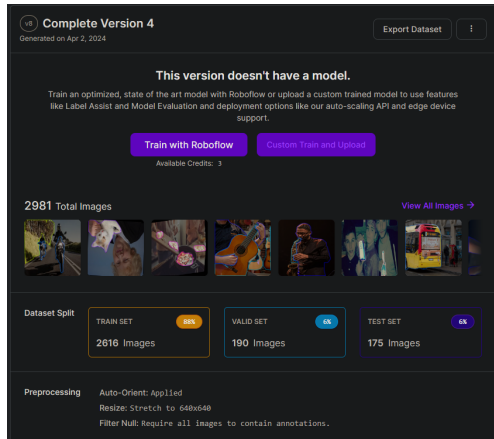 v8 Complete Version 4
Generated on Apr 2, 2024
Export Dataset
This version doesn't have a model.
Train an optimized, state of the art model with Roboflow or upload a custom trained model to use features
like Label Assist and Model Evaluation and deployment options like our auto-scaling API and edge device
support.
Train with Roboflow
Custom Train and Upload
Available Credits: 3
2981 Total Images
View All Images →
Dataset Split
TRAIN SET 88%
2616 Images
VALID SET 6%
190 Images
TEST SET 6%
175 Images
Preprocessing
Auto-Orient: Applied
Resize: Stretch to 640x640
Filter Null: Require all images to contain annotations.